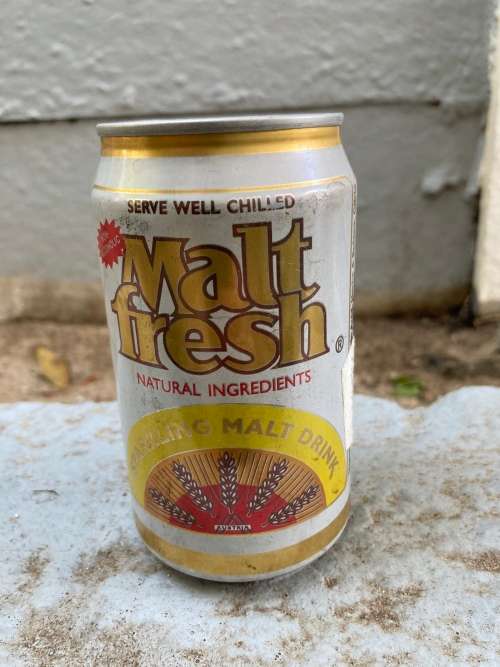 SERVE WELL CHILLED
Malt
fresh
®
NATURAL INGREDIENTS
MALT DRINK
AUSTRIA